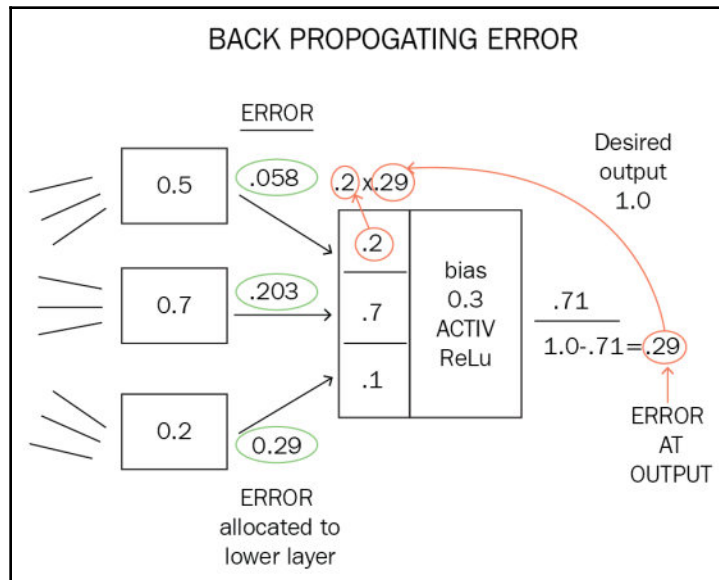 BACK PROPOGATING ERROR
ERROR
.058
.2 x .29
Desired
output
1.0
0.5
.2
0.7
.203
.7
bias
0.3
ACTIV
ReLu
.71
1.0-.71=.29
.1
0.2
0.29
ERROR
AT
OUTPUT
ERROR
allocated to
lower layer